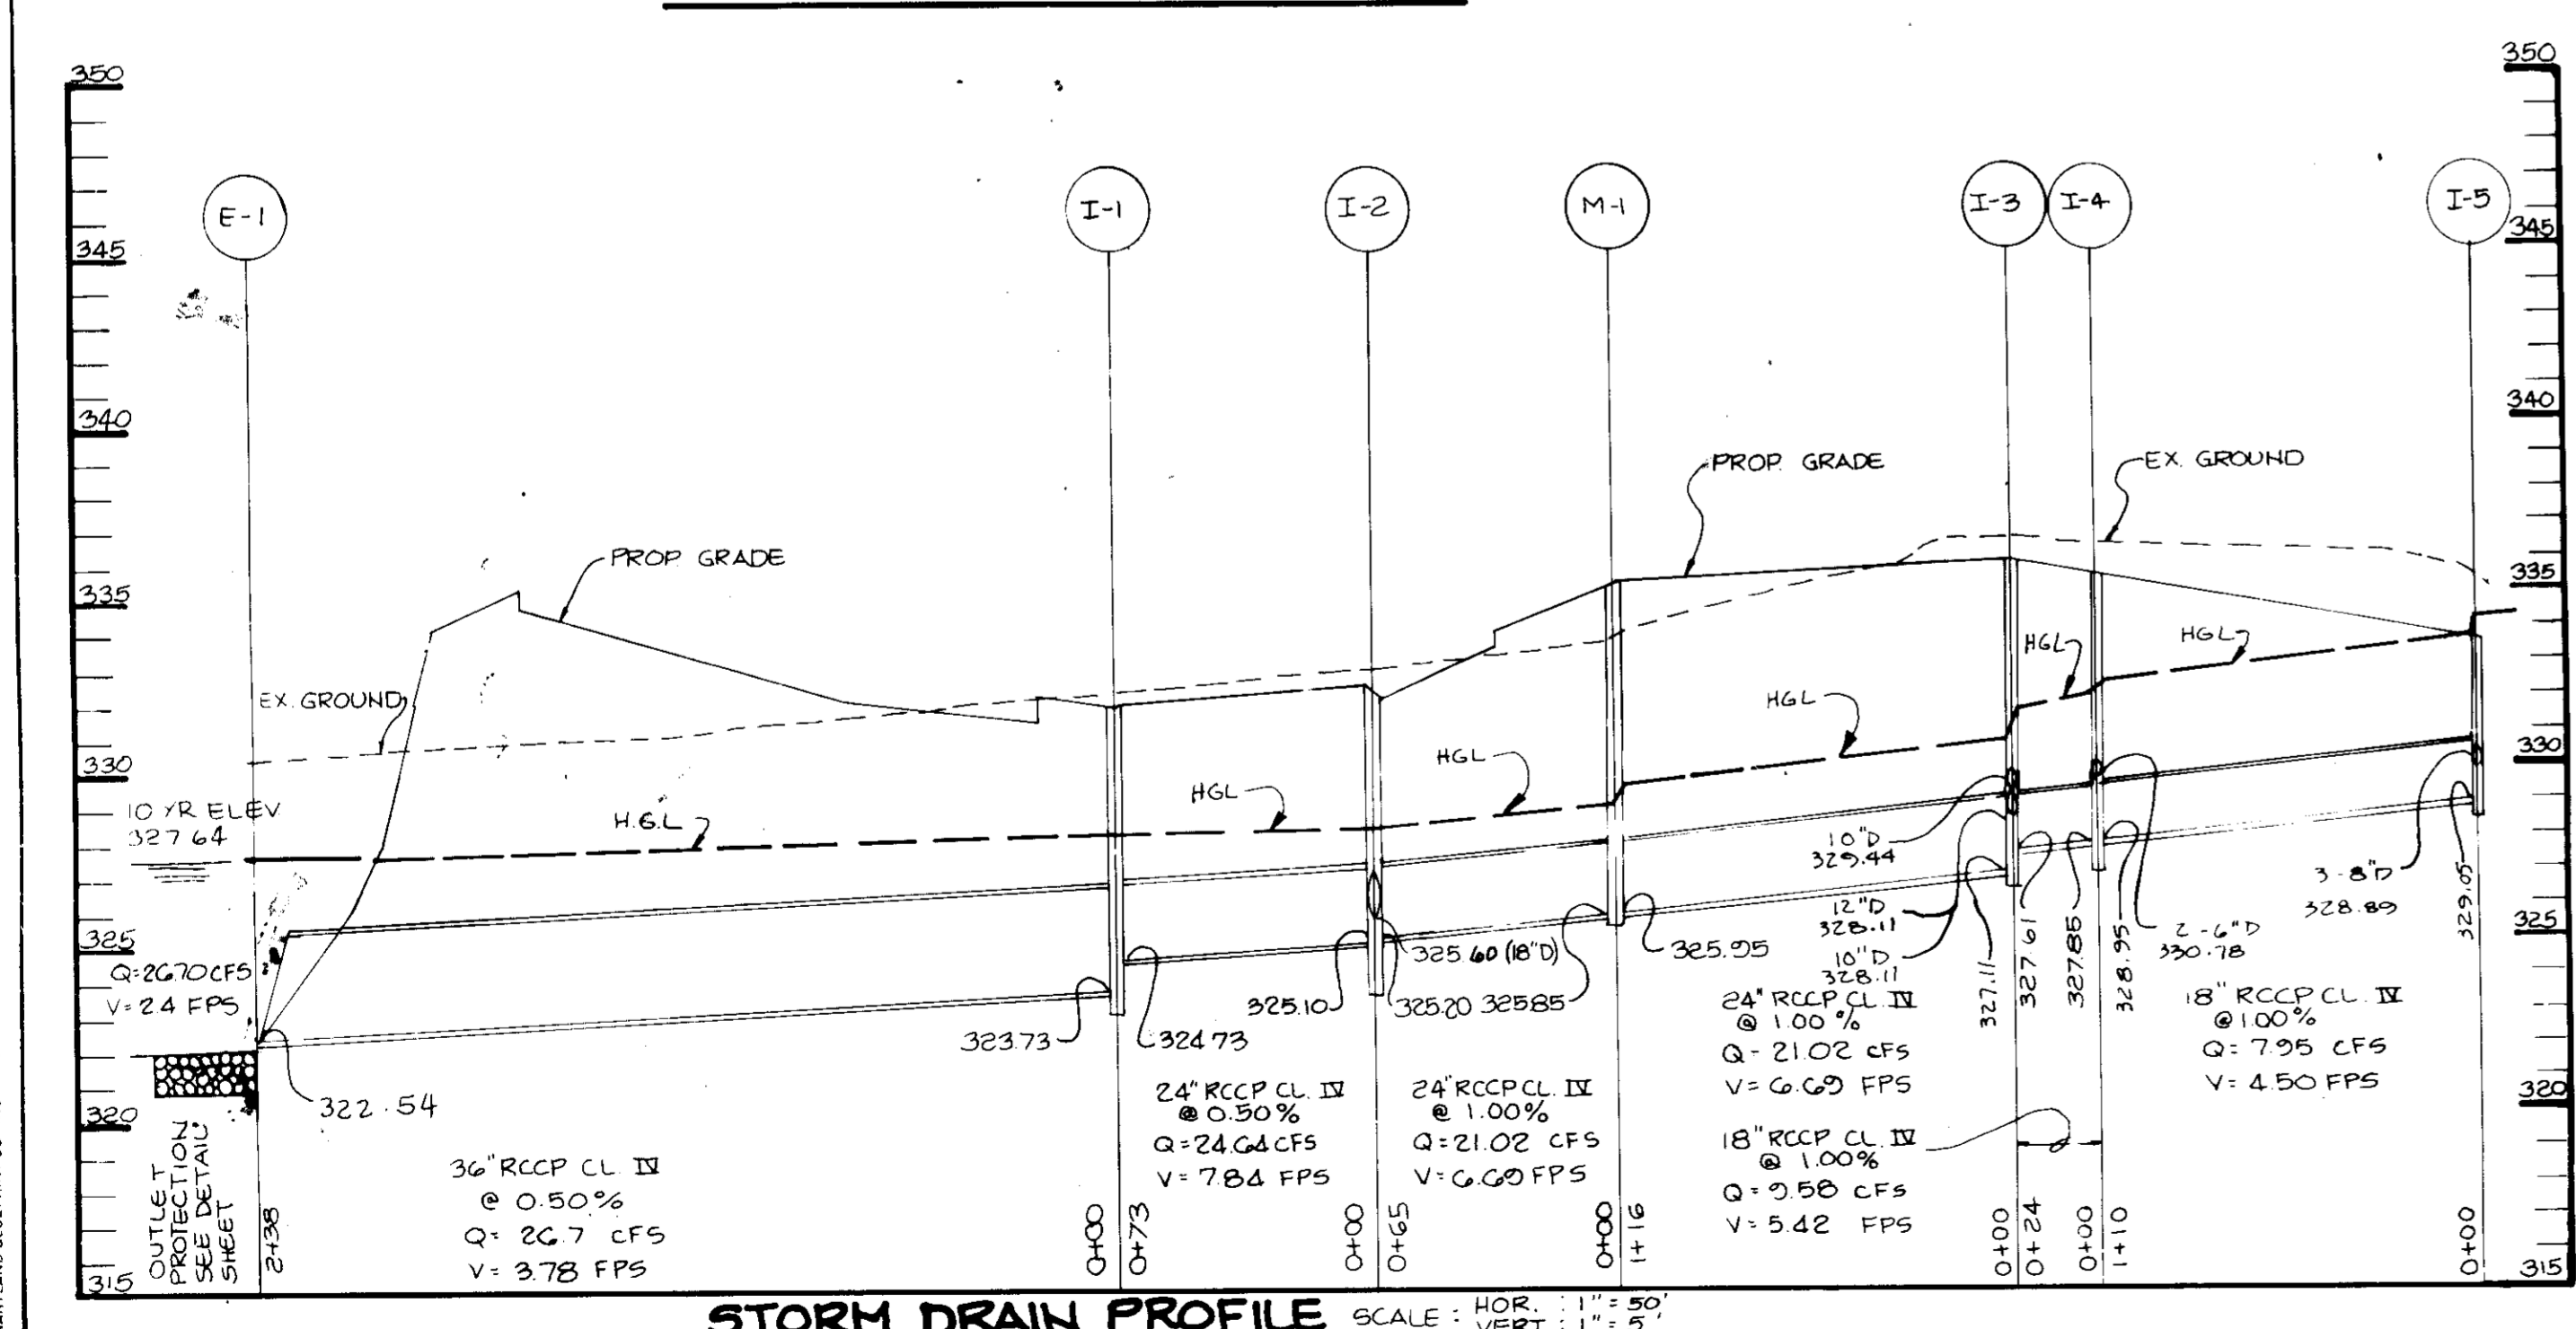 350
350
E-1
I-1
I-2
M-1
I-3
I-4
I-5
345
345
340
340
PROP. GRADE
EX. GROUND
PROP. GRADE
335
335
EX. GROUND
HGL
HGL
HGL
330
330
10 YR ELEV.
327 64
H.G.L
HGL
HGL
10"D
329.44
3-8"D
328.89
329.05
12"D
328.11
10"D
328.11
325
325
Q=26.70 CFS
V=2.4 FPS
325.60 (18"D)
325.95
2-6"D
330.78
327.11
327.61
327.85
328.95
325.10
325.20
325.85
323.73
324.73
24" RCCP CL. IV
@ 1.00 %
Q- 21.02 CFS
V= 6.69 FPS
18" RCCP CL. IV
@ 1.00%
Q= 7.95 CFS
V= 4.50 FPS
322.54
320
320
24" RCCP CL. IV
@ 0.50%
Q=24.64 CFS
V= 7.84 FPS
24" RCCP CL. IV
@ 1.00%
Q=21.02 CFS
V=6.69 FPS
18" RCCP CL. IV
@ 1.00%
Q= 9.58 CFS
V= 5.42 FPS
OUTLET
PROTECTION
SEE DETAIL
SHEET
36" RCCP CL. IV
@ 0.50%
Q= 26.7 CFS
V= 3.78 FPS
2+38
0+00
0+73
0+00
0+65
0+00
1+16
0+00
0+24
0+00
1+10
0+00
315
315
STORM DRAIN PROFILE
SCALE : HOR. : 1" = 50'
VERT : 1" = 5'